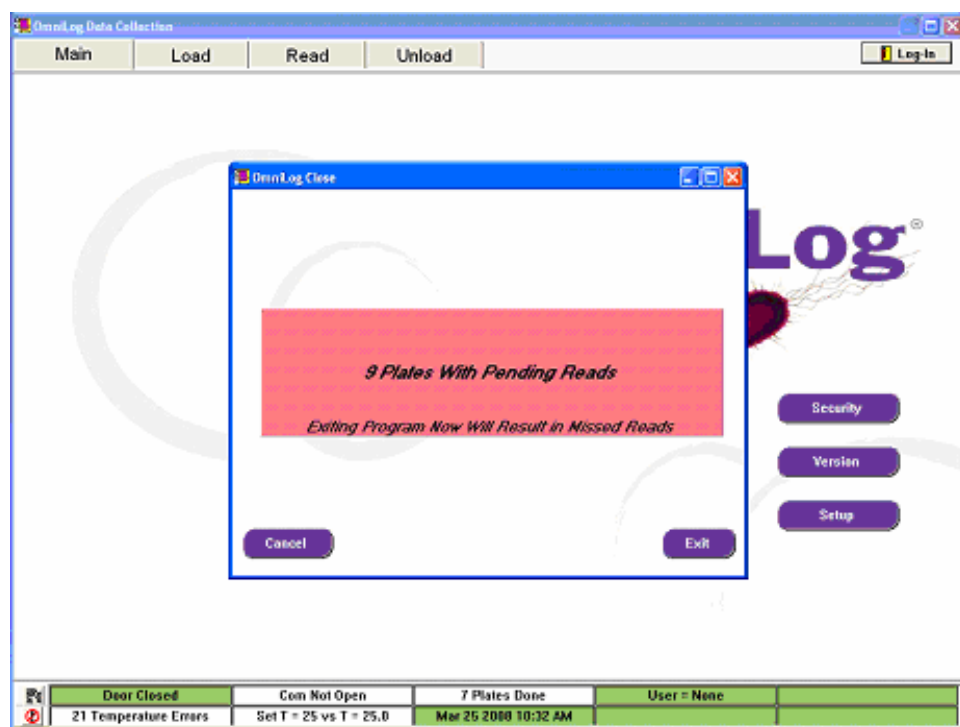 OmniLog Data Collection
Main Load Read Unload Log-In
OmniLog Close
Log®
9 Plates With Pending Reads
Exiting Program Now Will Result in Missed Reads
Security
Version
Setup
Cancel Exit
Door Closed Com Not Open 7 Plates Done User = None
21 Temperature Errors Set T = 25 vs T = 25.0 Mar 25 2008 10:32 AM